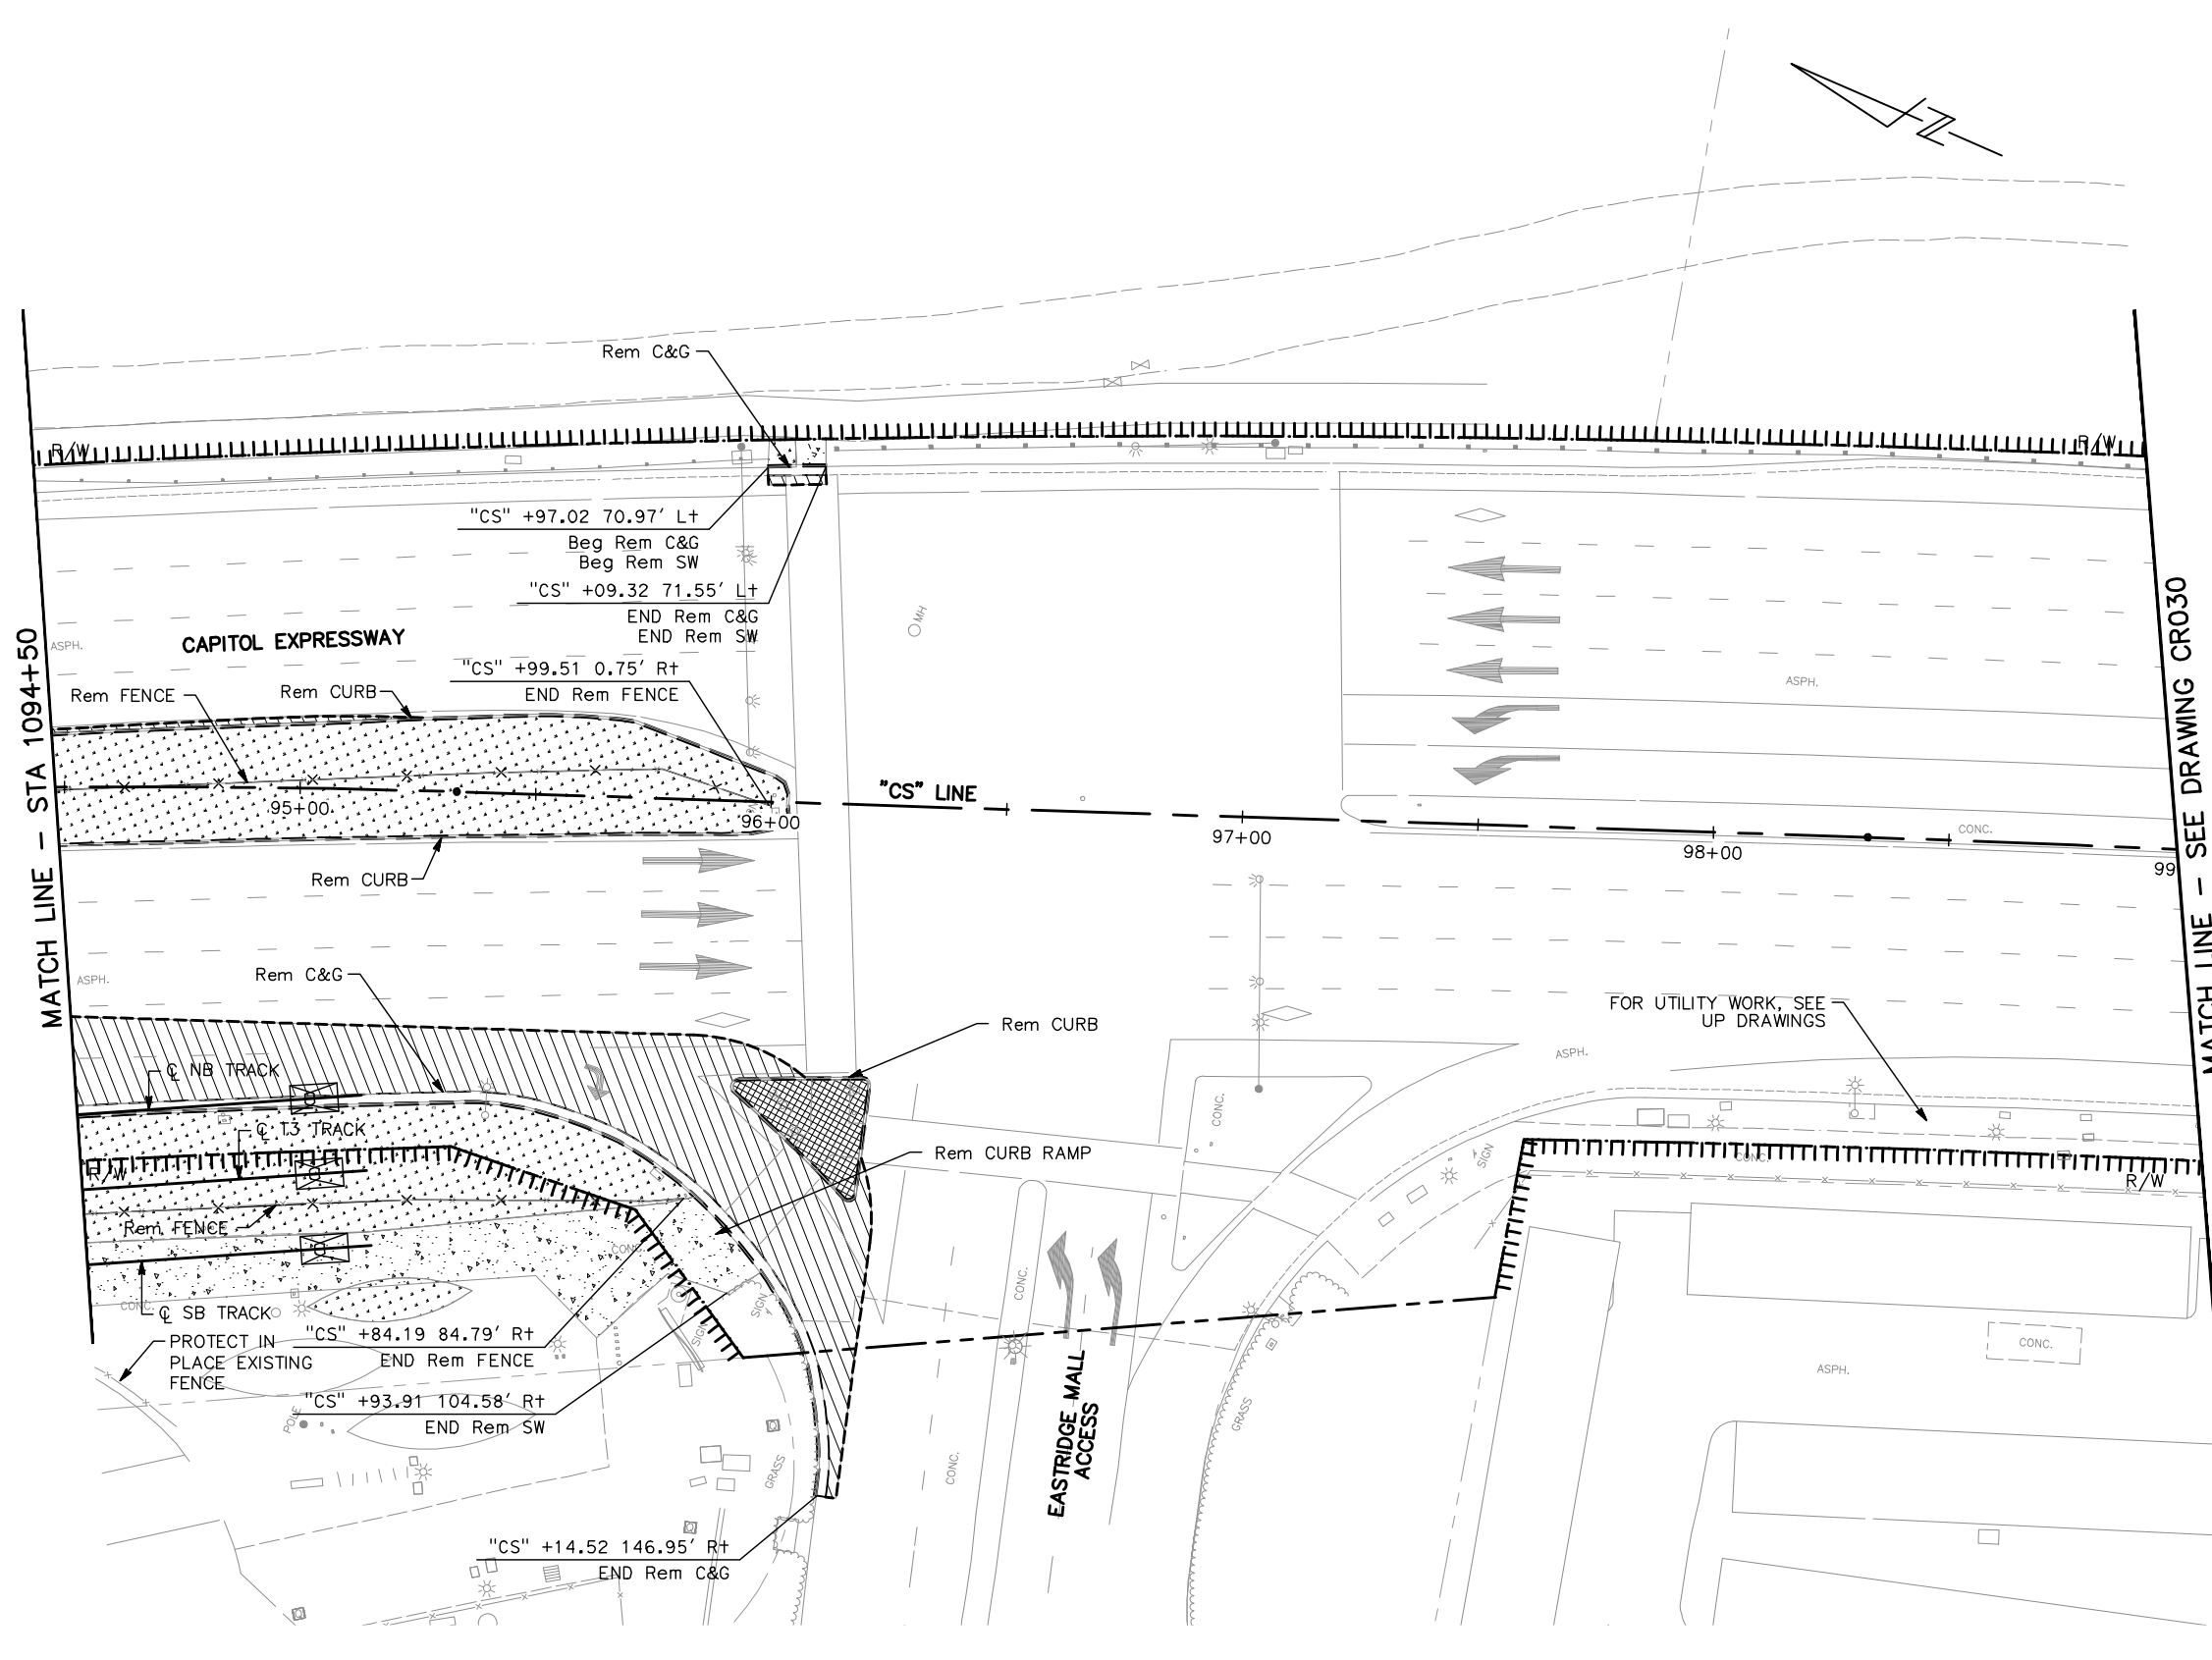 Rem C&G
R/W
R/W
"CS" +97.02 70.97' Lt
Beg Rem C&G
Beg Rem SW
"CS" +09.32 71.55' Lt
END Rem C&G
END Rem SW
MH
ASPH.
CAPITOL EXPRESSWAY
"CS" +99.51 0.75' Rt
END Rem FENCE
Rem FENCE
Rem CURB
ASPH.
MATCH LINE - STA 1094+50
MATCH LINE - SEE DRAWING CR030
"CS" LINE
95+00
96+00
97+00
98+00
99
CONC.
Rem CURB
Rem C&G
ASPH.
Rem CURB
FOR UTILITY WORK, SEE
UP DRAWINGS
ASPH.
℄ NB TRACK
℄ T3 TRACK
CONC.
Rem CURB RAMP
SIGN
CONC.
R/W
R/W
Rem FENCE
CONC.
CONC.
CONC.
℄ SB TRACK
SIGN
SIGN
PROTECT IN
PLACE EXISTING
FENCE
"CS" +84.19 84.79' Rt
END Rem FENCE
CONC.
ASPH.
"CS" +93.91 104.58' Rt
END Rem SW
POLE
GRASS
GRASS
CONC.
EASTRIDGE MALL
ACCESS
"CS" +14.52 146.95' Rt
END Rem C&G